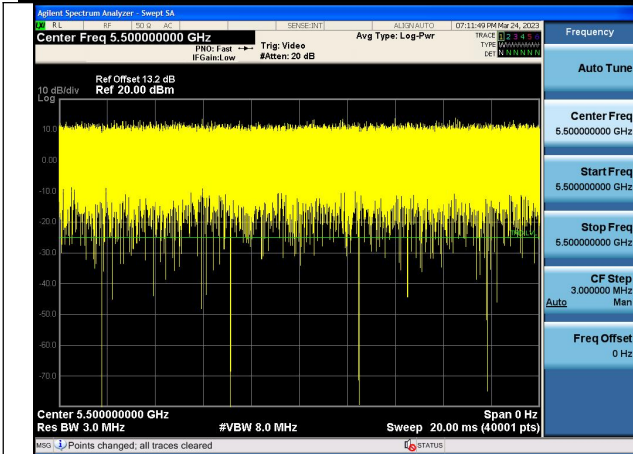 Agilent Spectrum Analyzer - Swept SA
RL RF 50 Ω AC SENSE:INT ALIGN AUTO 07:11:49 PM Mar 24, 2023
Center Freq 5.500000000 GHz
Avg Type: Log-Pwr
TRACE 1 2 3 4 5 6
PNO: Fast
Trig: Video
TYPE WWWWWW
IFGain:Low
#Atten: 20 dB
DET N N N N N N
Ref Offset 13.2 dB
10 dB/div Ref 20.00 dBm
Log
10.0
0.00
-10.0
-20.0
-30.0
-40.0
-50.0
-60.0
-70.0
Center 5.500000000 GHz Span 0 Hz
Res BW 3.0 MHz #VBW 8.0 MHz Sweep 20.00 ms (40001 pts)
MSG Points changed; all traces cleared STATUS
Frequency
Auto Tune
Center Freq
5.500000000 GHz
Start Freq
5.500000000 GHz
Stop Freq
5.500000000 GHz
CF Step
3.000000 MHz
Auto Man
Freq Offset
0 Hz